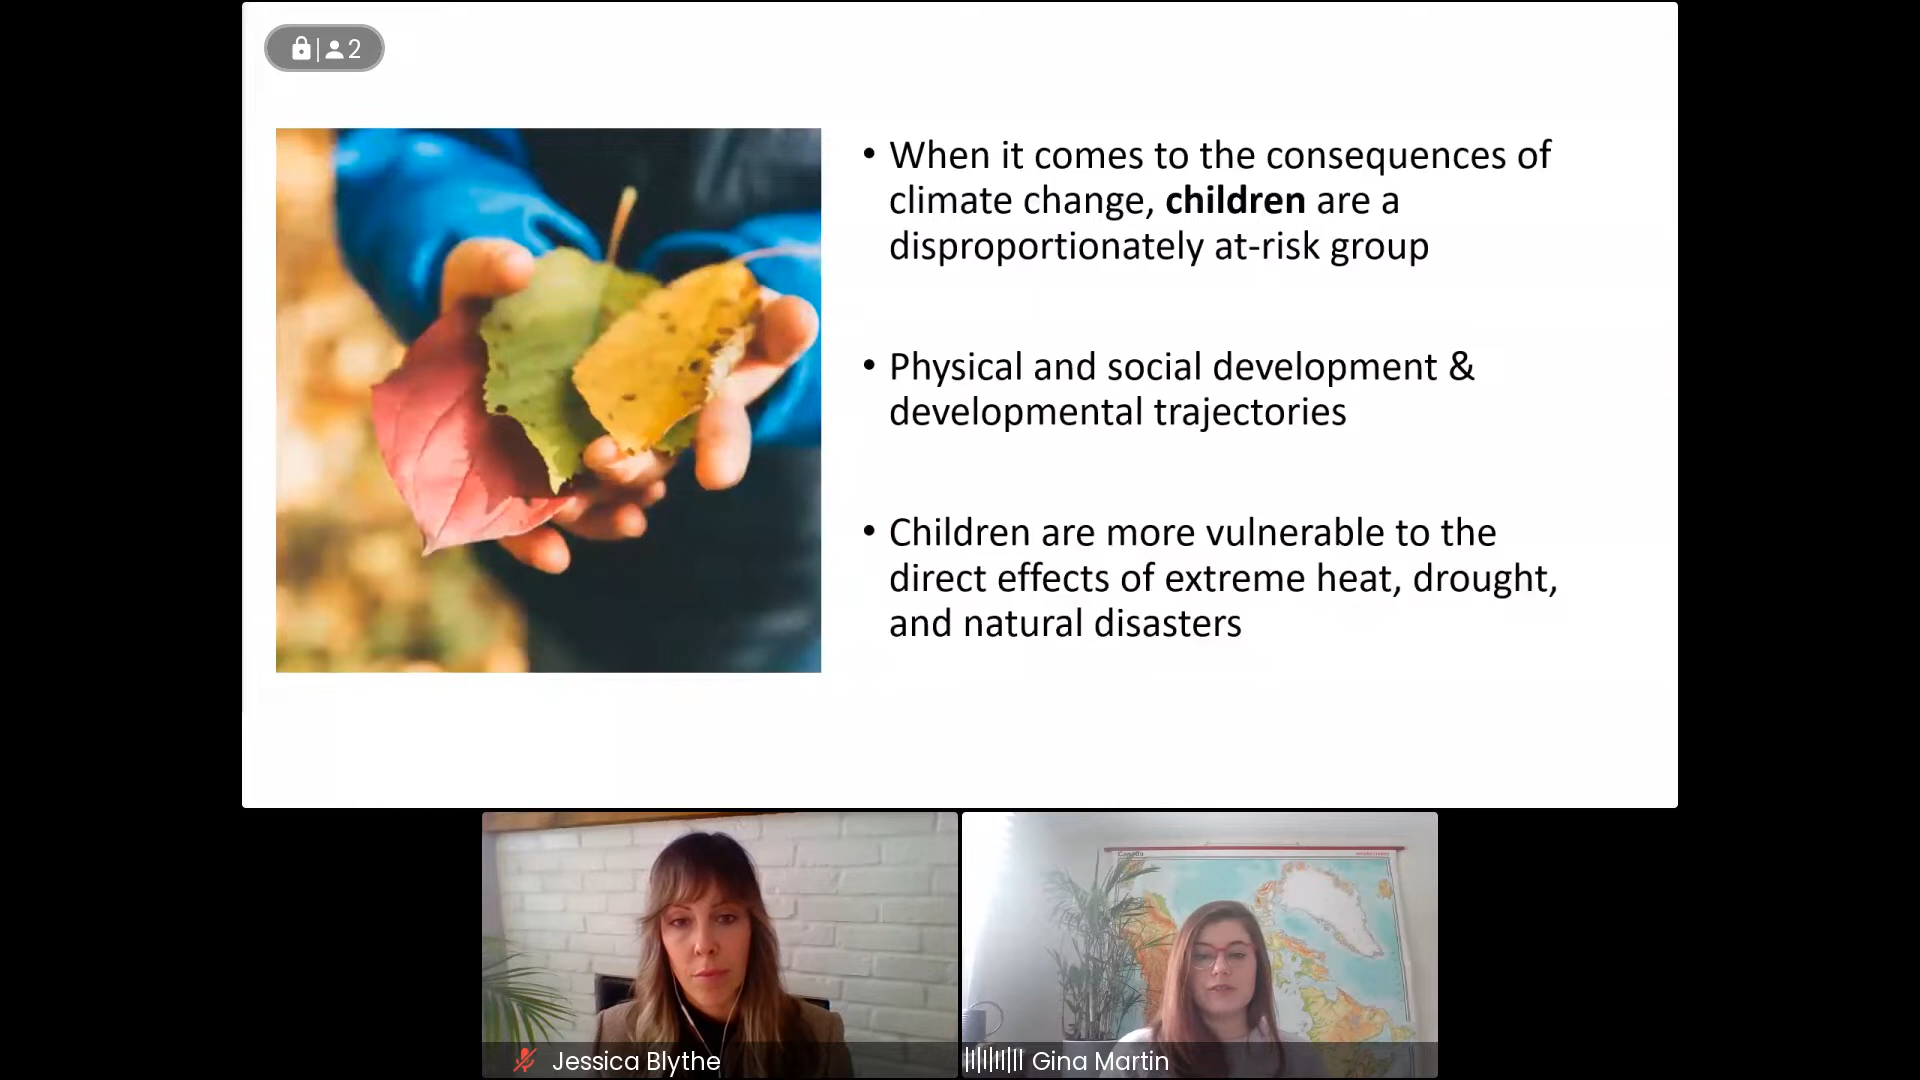 2
• When it comes to the consequences of
climate change, children are a
disproportionately at-risk group
• Physical and social development &
developmental trajectories
• Children are more vulnerable to the
direct effects of extreme heat, drought,
and natural disasters
Canada
Jessica Blythe
Gina Martin